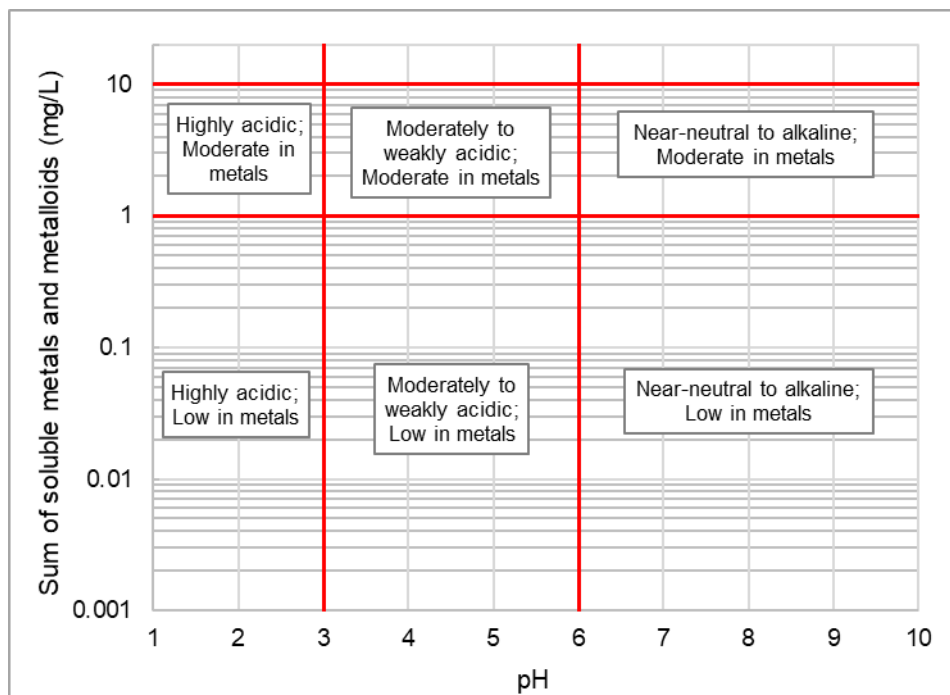 Sum of soluble metals and metalloids (mg/L)
10
1
0.1
0.01
0.001
Highly acidic;
Moderate in
metals
Moderately to
weakly acidic;
Moderate in metals
Near-neutral to alkaline;
Moderate in metals
Highly acidic;
Low in metals
Moderately to
weakly acidic;
Low in metals
Near-neutral to alkaline;
Low in metals
1 2 3 4 5 6 7 8 9 10
pH